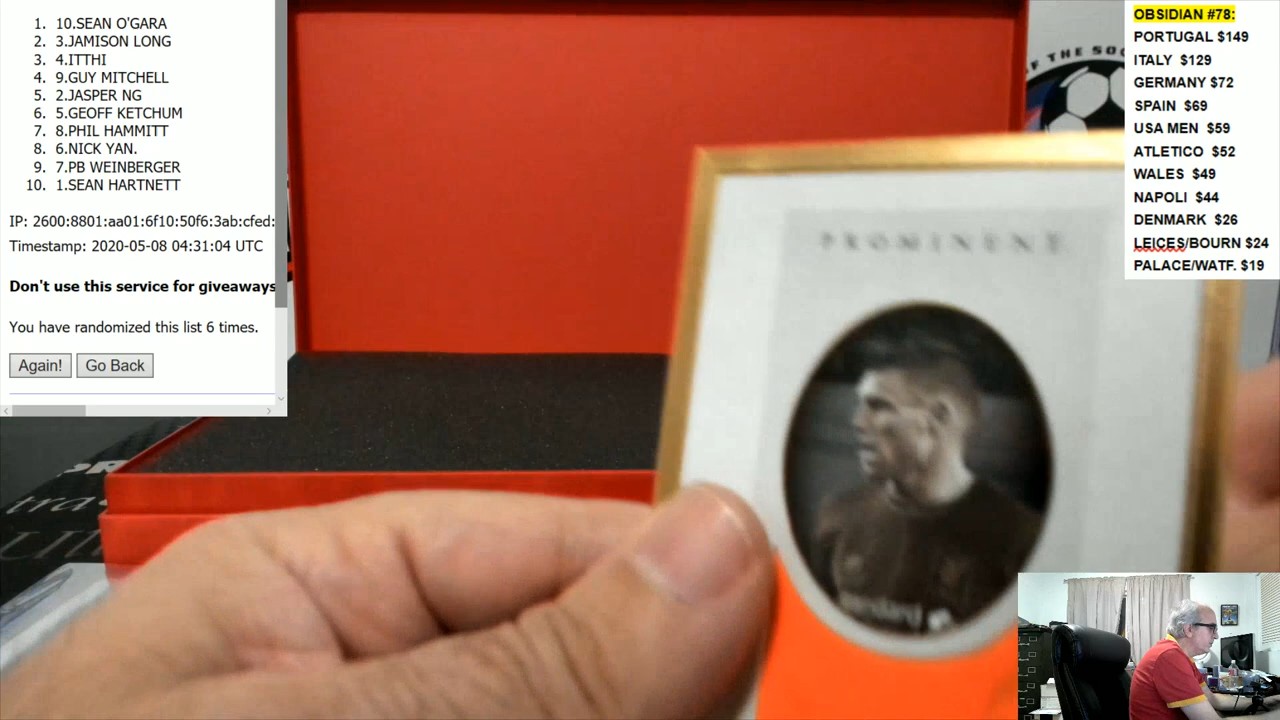 1. 10.SEAN O'GARA
2. 3.JAMISON LONG
3. 4.ITTHI
4. 9.GUY MITCHELL
5. 2.JASPER NG
6. 5.GEOFF KETCHUM
7. 8.PHIL HAMMITT
8. 6.NICK YAN.
9. 7.PB WEINBERGER
10. 1.SEAN HARTNETT
IP: 2600:8801:aa01:6f10:50f6:3ab:cfed:
Timestamp: 2020-05-08 04:31:04 UTC
Don't use this service for giveaways
You have randomized this list 6 times.
Again! Go Back
OBSIDIAN #78:
PORTUGAL $149
ITALY $129
GERMANY $72
SPAIN $69
USA MEN $59
ATLETICO $52
WALES $49
NAPOLI $44
DENMARK $26
LEICES/BOURN $24
PALACE/WATF. $19
OF THE SOC
PROMINENT